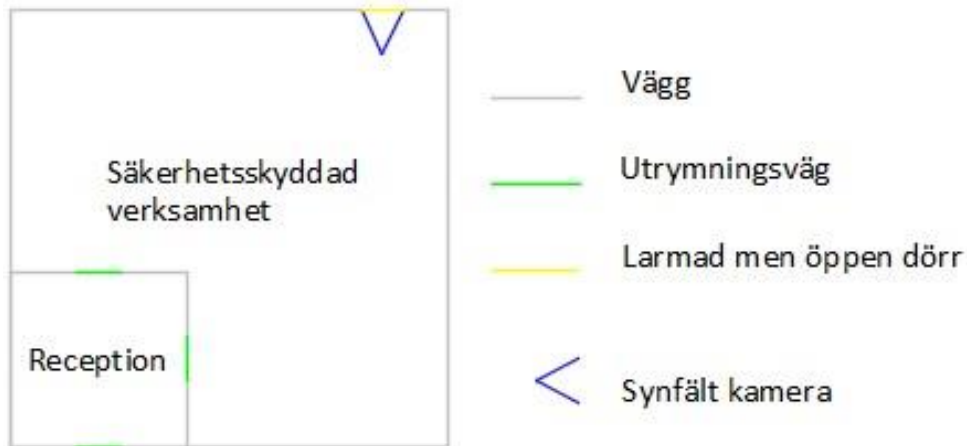 Säkerhetsskyddad
verksamhet
Reception
Vägg
Utrymningsväg
Larmad men öppen dörr
Synfält kamera